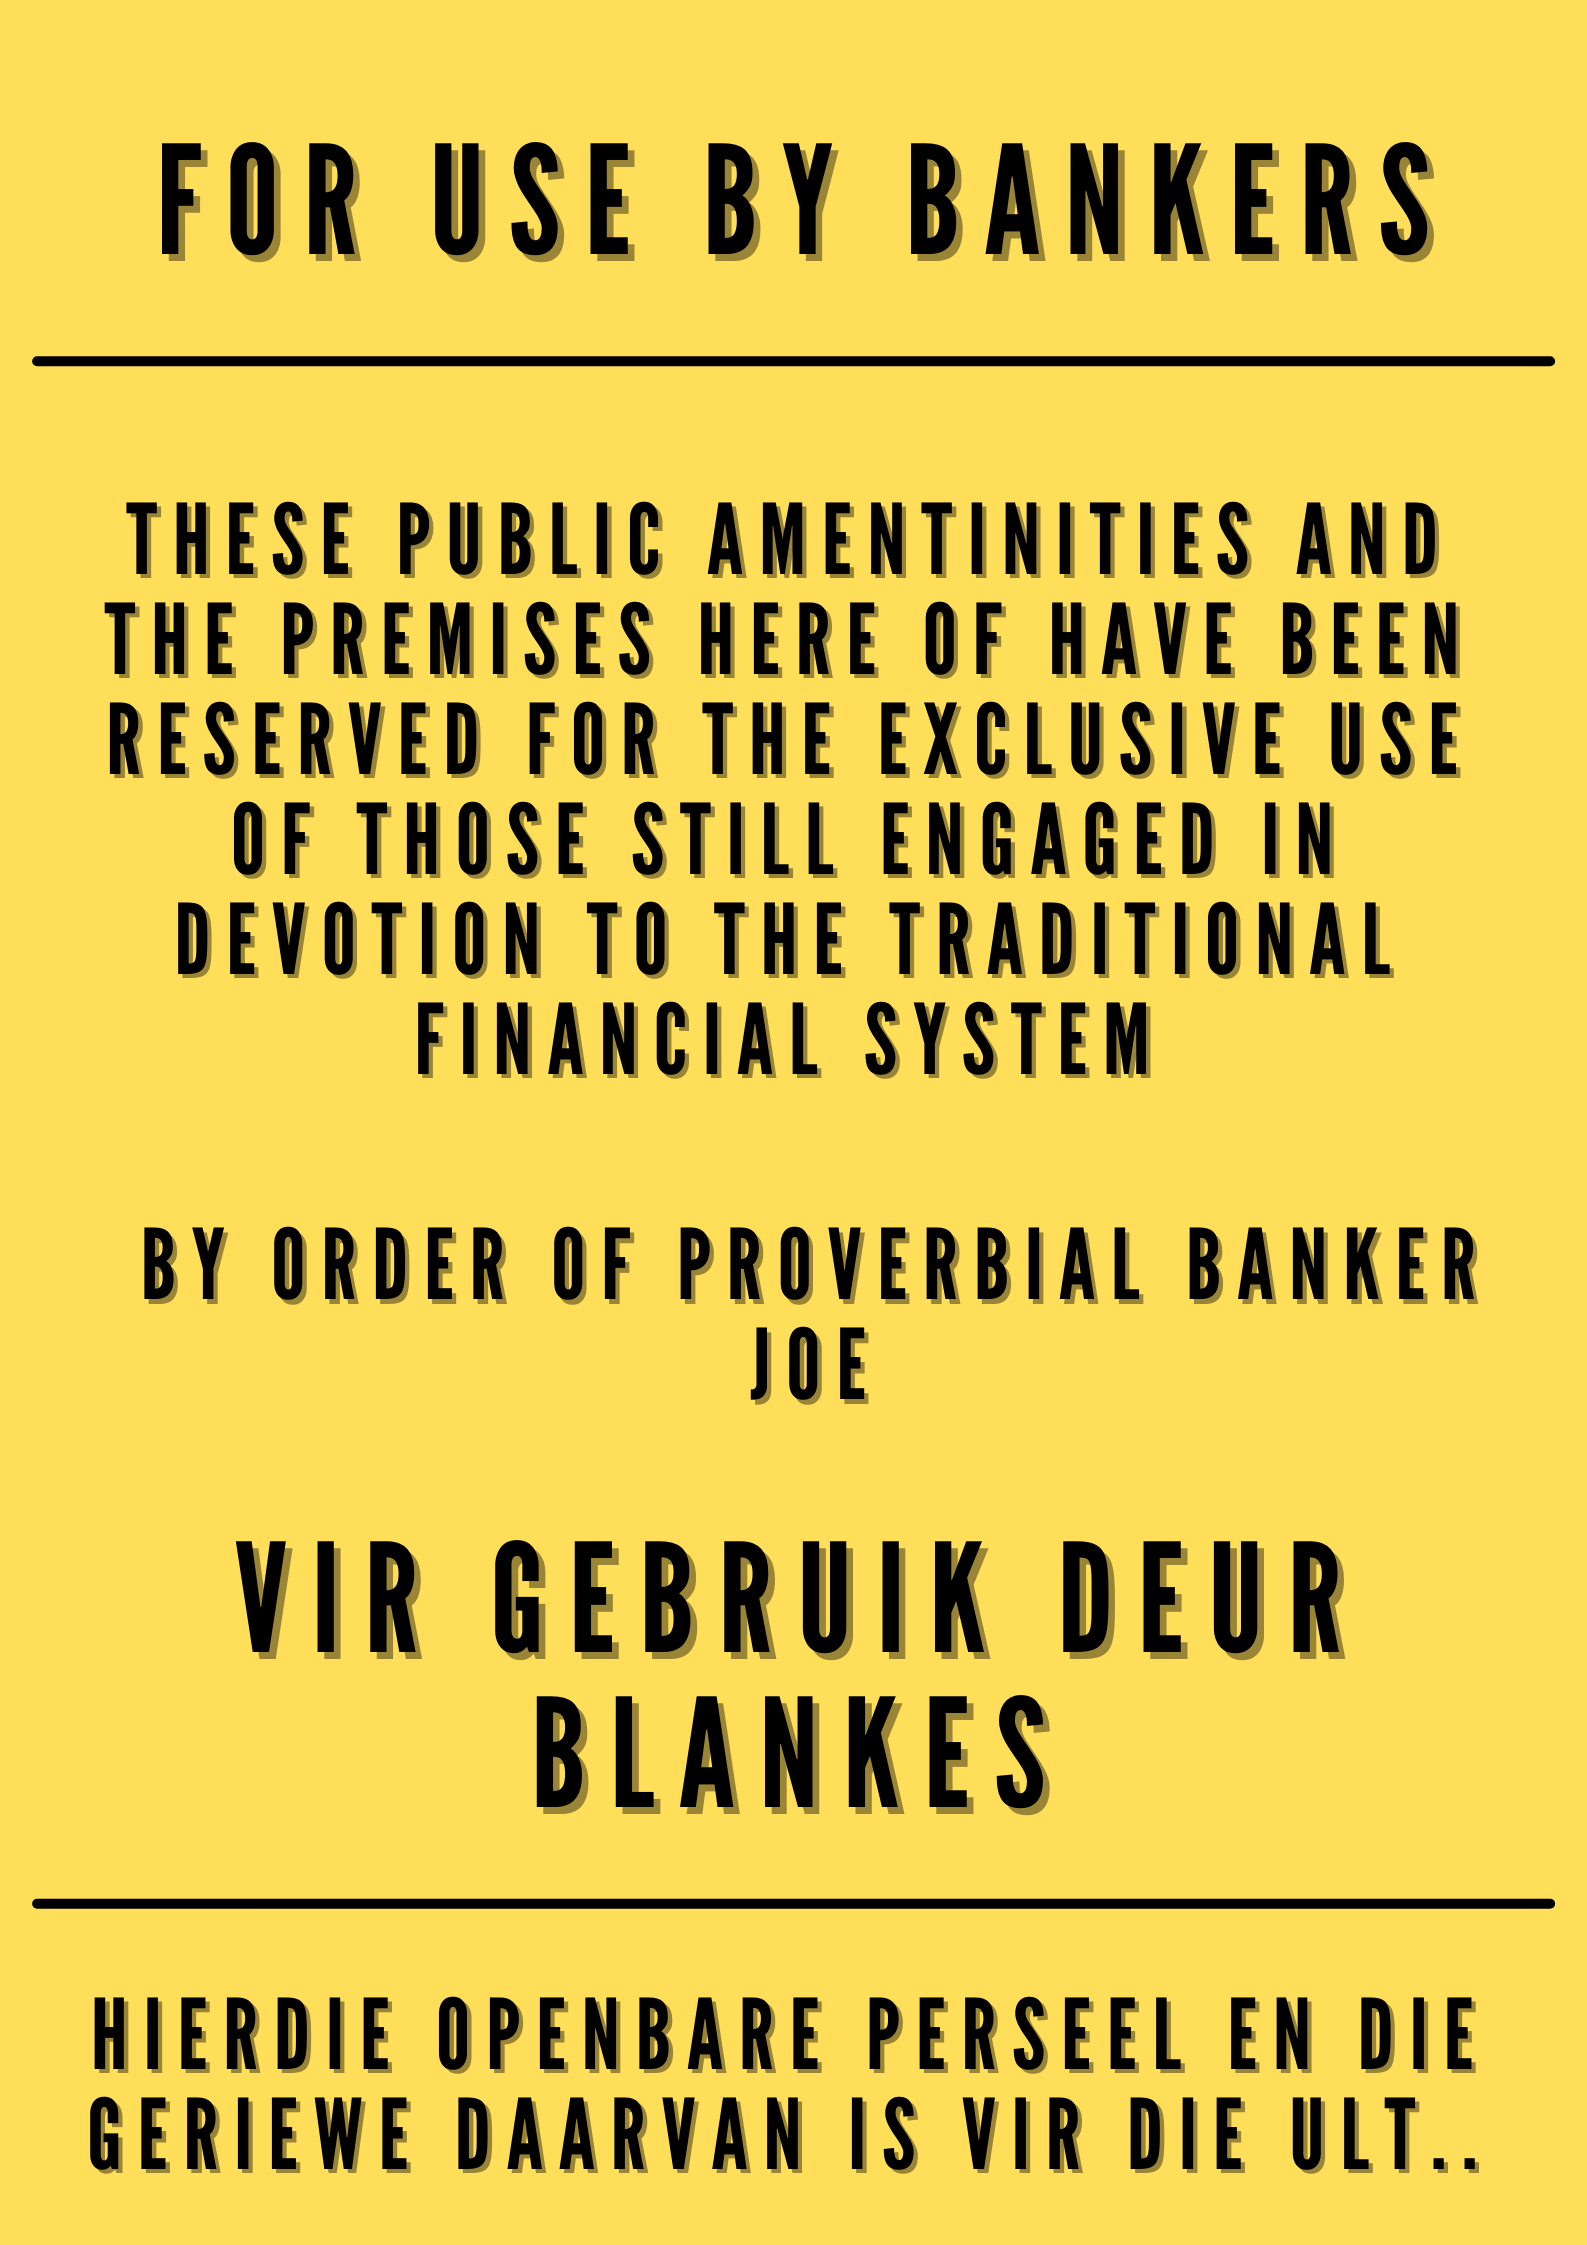 FOR USE BY BANKERS
THESE PUBLIC AMENTINITIES AND
THE PREMISES HERE OF HAVE BEEN
RESERVED FOR THE EXCLUSIVE USE
OF THOSE STILL ENGAGED IN
DEVOTION TO THE TRADITIONAL
FINANCIAL SYSTEM
BY ORDER OF PROVERBIAL BANKER
JOE
VIR GEBRUIK DEUR
BLANKES
HIERDIE OPENBARE PERSEEL EN DIE
GERIEWE DAARVAN IS VIR DIE ULT..